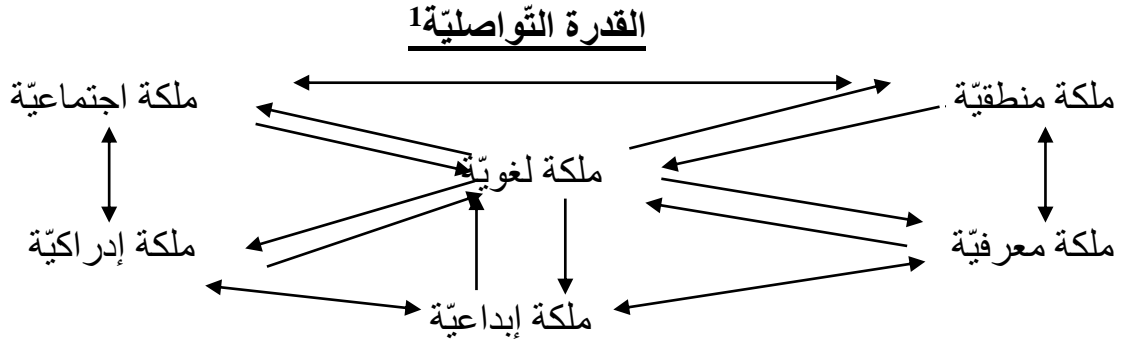 القدرة التّواصليّة1
ملكة منطقيّة
ملكة اجتماعيّة
ملكة لغويّة
ملكة معرفيّة
ملكة إدراكيّة
ملكة إبداعيّة